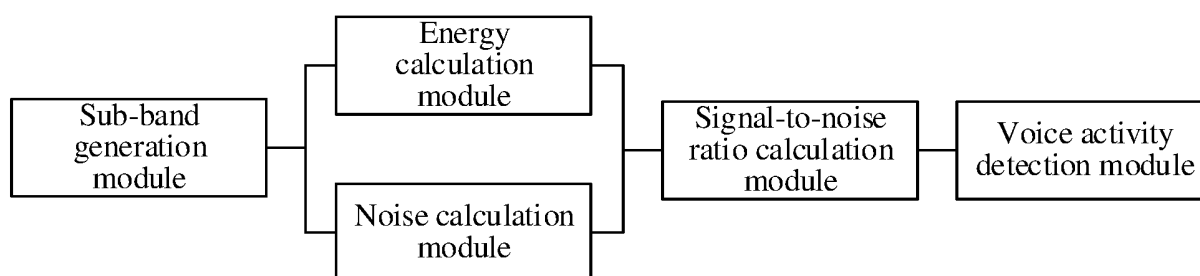 Sub-band
generation
module
Energy
calculation
module
Noise calculation
module
Signal-to-noise
ratio calculation
module
Voice activity
detection module